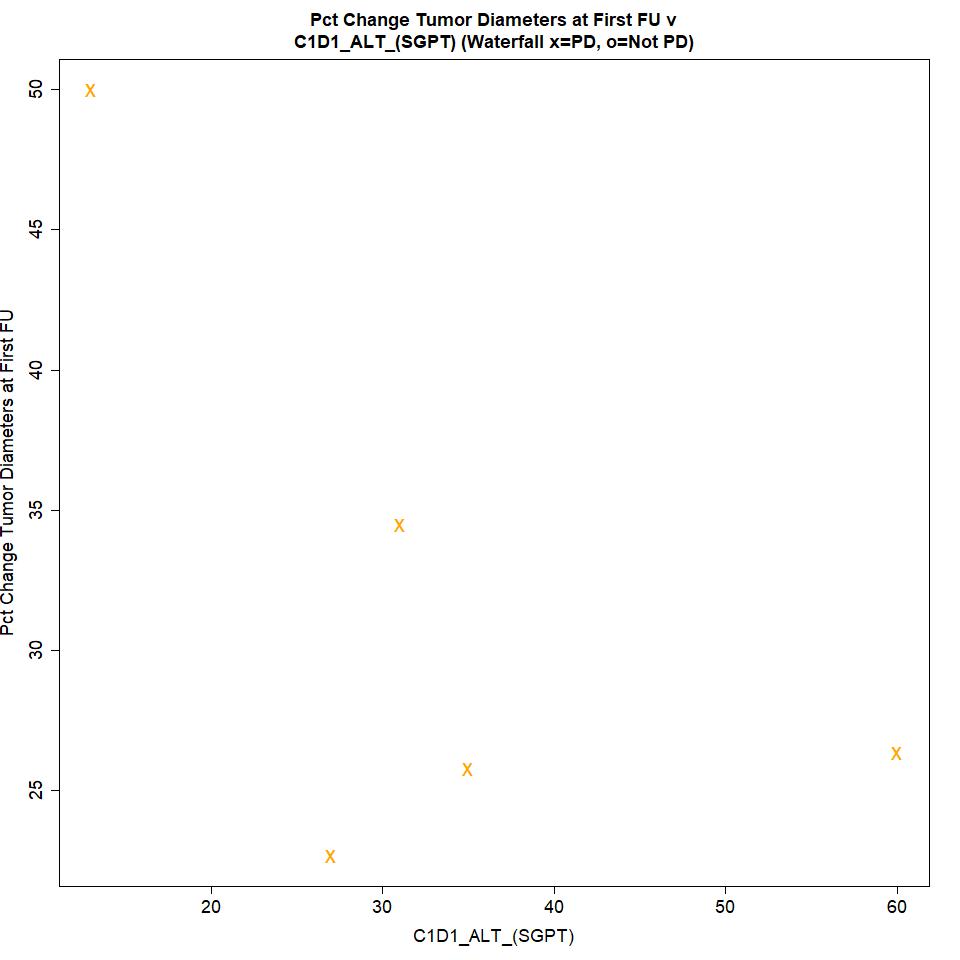 Pct Change Tumor Diameters at First FU v
C1D1_ALT_(SGPT) (Waterfall x=PD, o=Not PD)
Pct Change Tumor Diameters at First FU
50
45
40
35
30
25
X
X
X
X
X
20
30
40
50
60
C1D1_ALT_(SGPT)